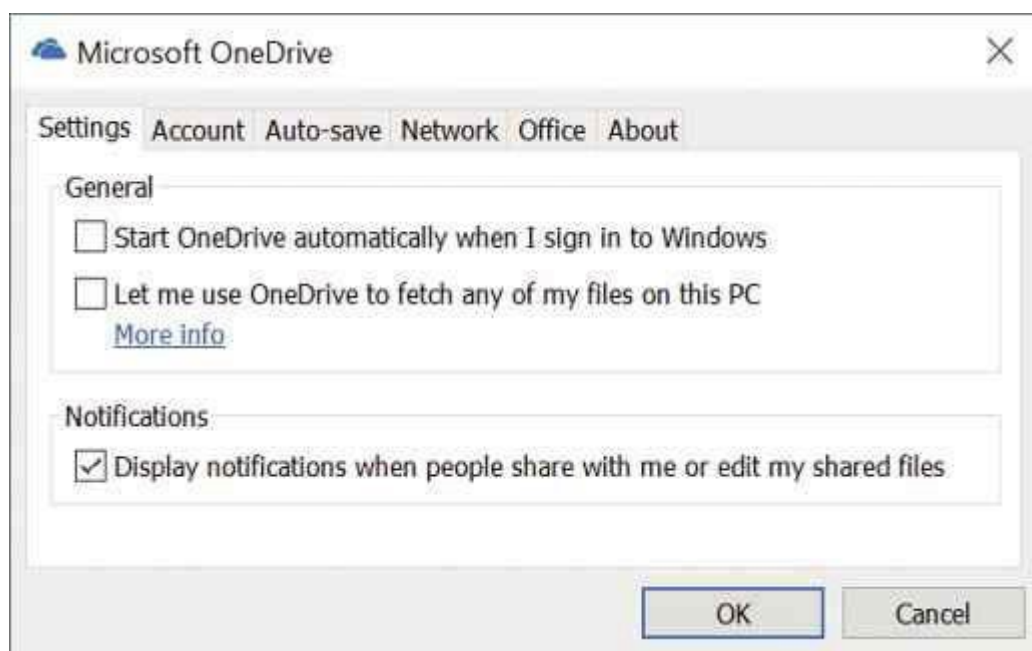 Microsoft OneDrive
Settings Account Auto-save Network Office About
General
Start OneDrive automatically when I sign in to Windows
Let me use OneDrive to fetch any of my files on this PC
More info
Notifications
Display notifications when people share with me or edit my shared files
OK Cancel